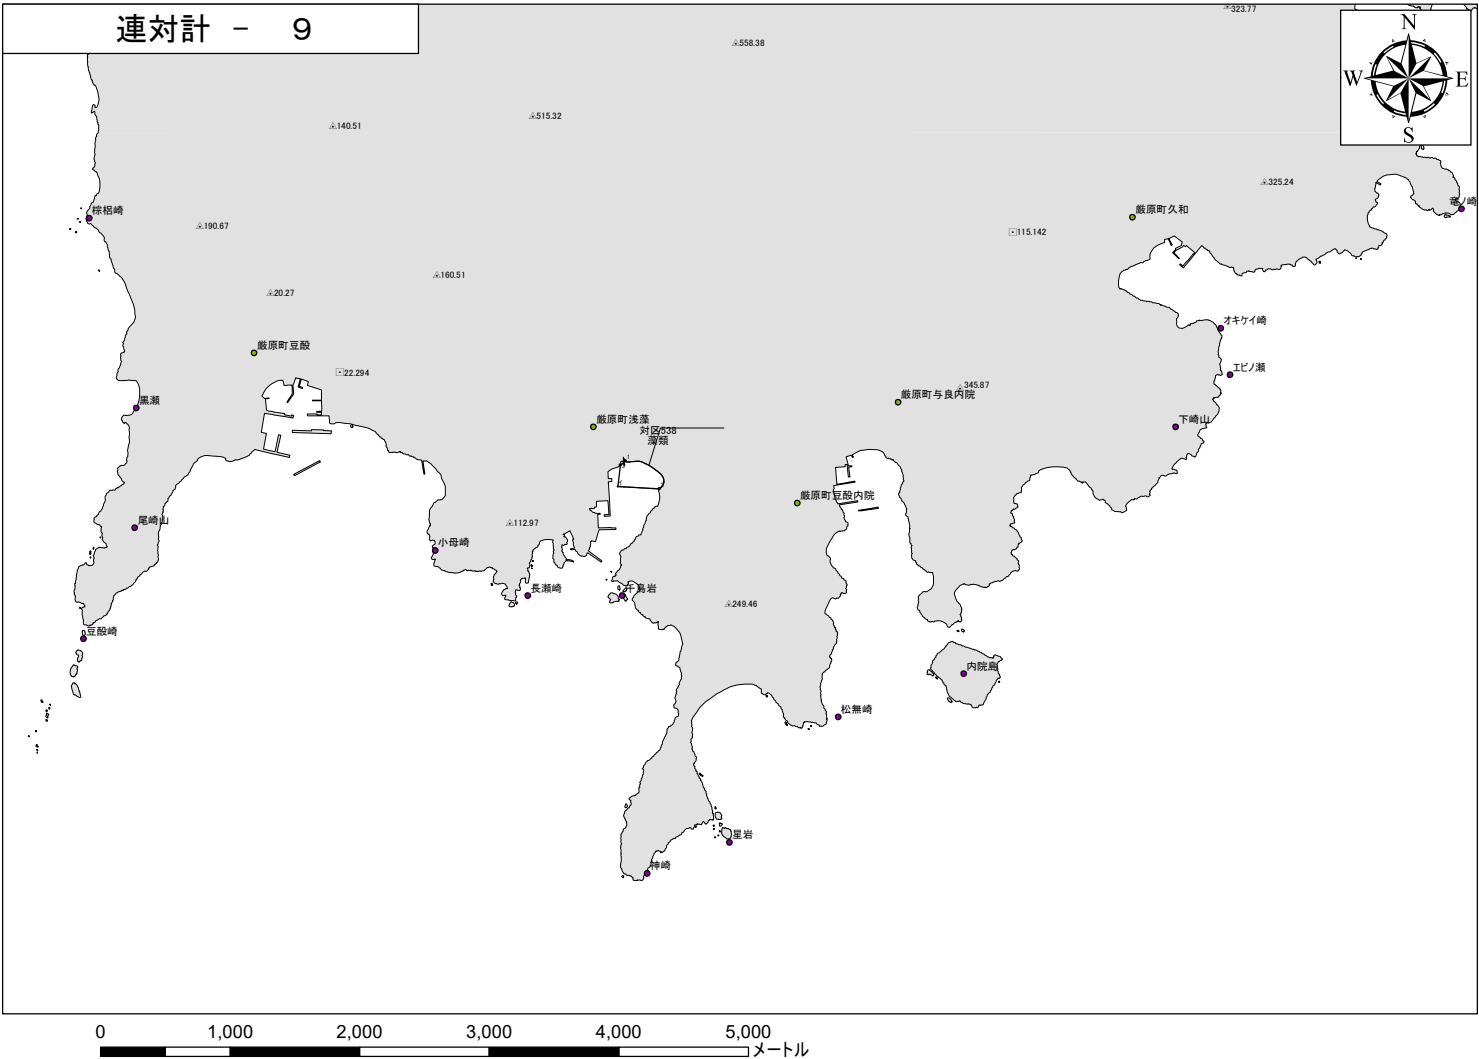 連対計 － ９
323.77
558.38
N
W
E
S
515.32
140.51
325.24
棕梠崎
190.67
厳原町久和
竜ノ崎
115.142
160.51
20.27
オキケイ崎
厳原町豆酘
22.294
エビノ瀬
345.87
厳原町与良内院
黒瀬
厳原町浅藻
対区538
藻類
下崎山
厳原町豆酘内院
尾崎山
112.97
小母崎
長瀬崎
千鳥岩
249.46
豆酘崎
内院島
松無崎
星岩
神崎
0
1,000
2,000
3,000
4,000
5,000
メートル